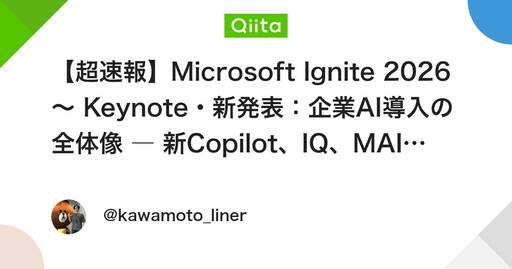 Qiita
【超速報】Microsoft Ignite 2026
〜 Keynote・新発表：企業AI導入の
全体像 ― 新Copilot、IQ、MAI…
@kawamoto_liner